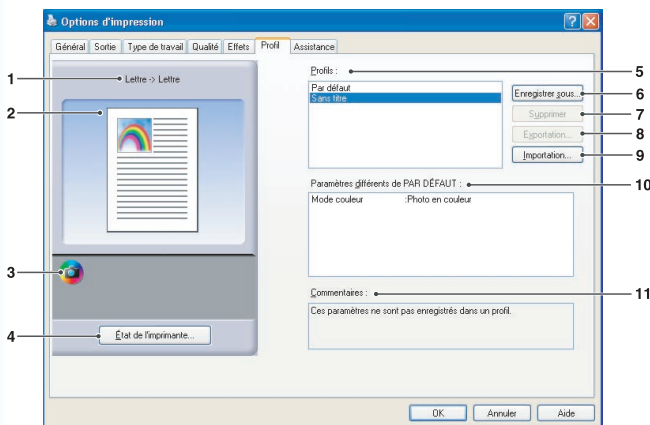 Options d'impression
Général Sortie Type de travail Qualité Effets Profil Assistance
1 Lettre -> Lettre
2
3
4 État de l'imprimante...
Profils : 5
Par défaut
Sans titre
Enregistrer sous... 6
Supprimer 7
Exportation... 8
Importation... 9
Paramètres différents de PAR DÉFAUT : 10
Mode couleur :Photo en couleur
Commentaires : 11
Ces paramètres ne sont pas enregistrés dans un profil.
OK Annuler Aide